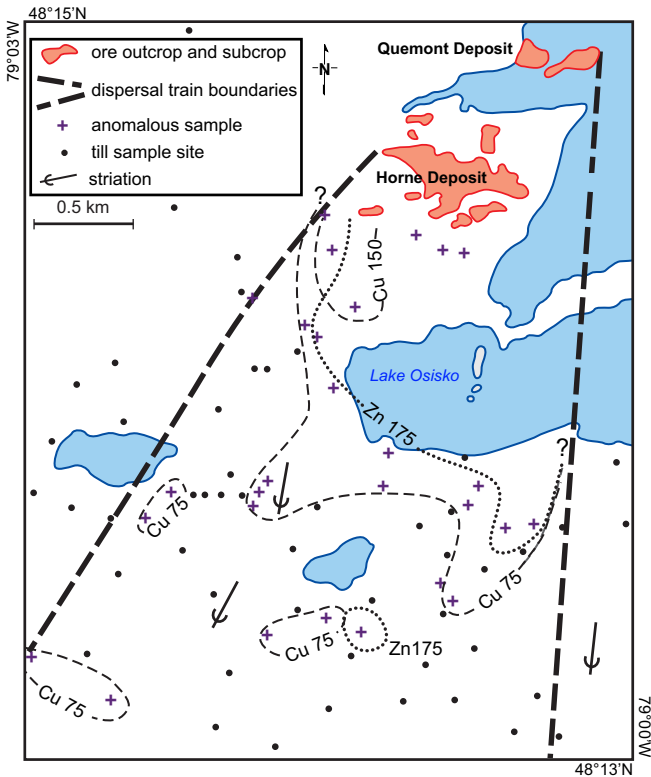 48°15'N
79°03'W
ore outcrop and subcrop
dispersal train boundaries
anomalous sample
till sample site
striation
0.5 km
N
Quemont Deposit
Horne Deposit
?
Cu 150
Lake Osisko
Zn 175
?
Cu 75
Cu 75
Cu 75
Zn175
Cu 75
79°00'W
48°13'N